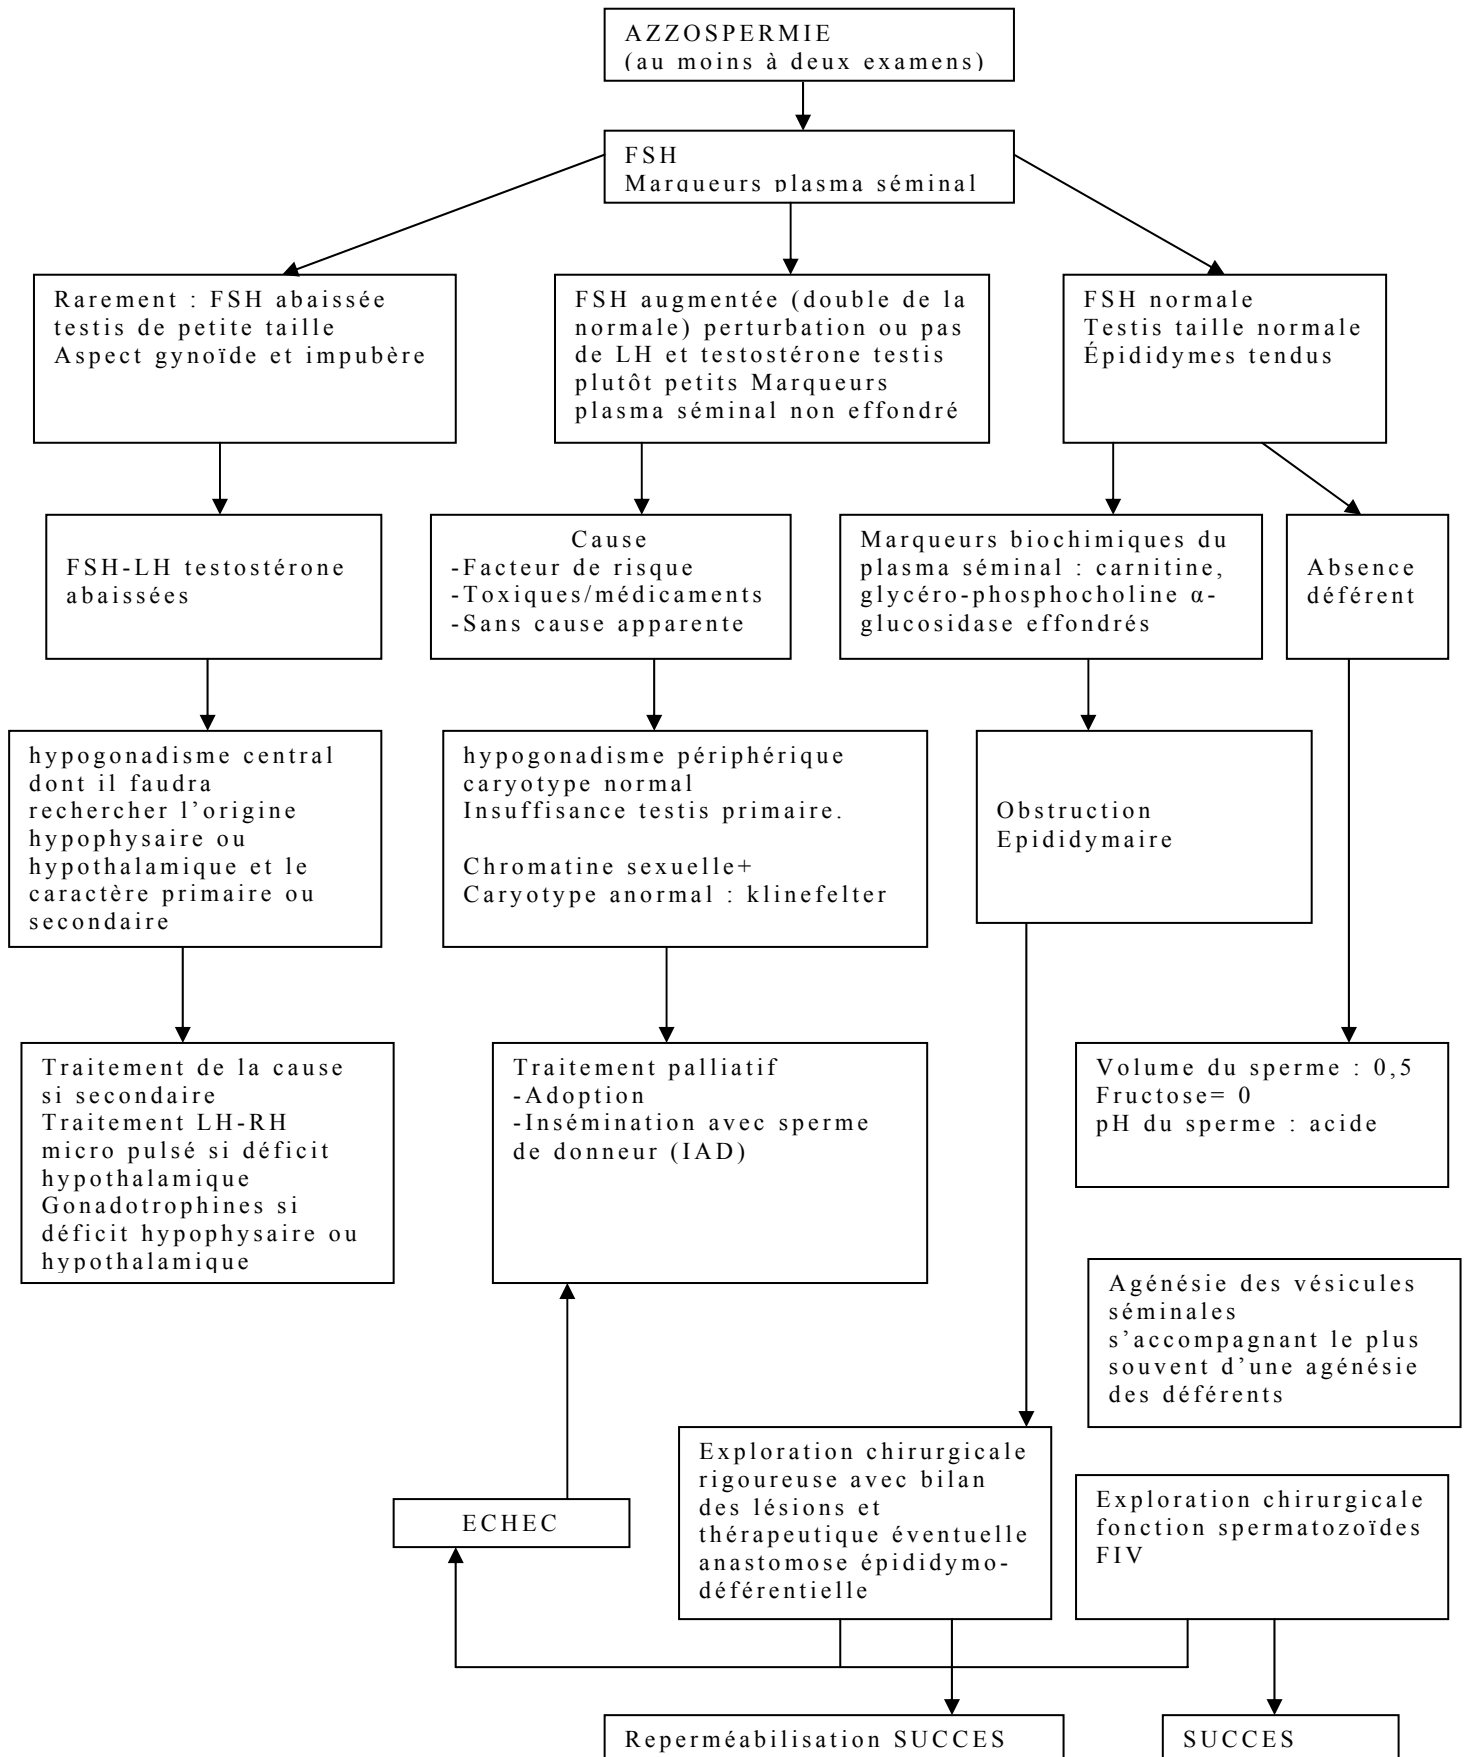 AZZOSPERMIE
(au moins à deux examens)
FSH
Marqueurs plasma séminal
Rarement : FSH abaissée
testis de petite taille
Aspect gynoïde et impubère
FSH augmentée (double de la
normale) perturbation ou pas
de LH et testostérone testis
plutôt petits Marqueurs
plasma séminal non effondré
FSH normale
Testis taille normale
Épididymes tendus
FSH-LH testostérone
abaissées
Cause
-Facteur de risque
-Toxiques/médicaments
-Sans cause apparente
Marqueurs biochimiques du
plasma séminal : carnitine,
glycéro-phosphocholine α-
glucosidase effondrés
Absence
déférent
hypogonadisme central
dont il faudra
rechercher l’origine
hypophysaire ou
hypothalamique et le
caractère primaire ou
secondaire
hypogonadisme périphérique
caryotype normal
Insuffisance testis primaire.
Chromatine sexuelle+
Caryotype anormal : klinefelter
Obstruction
Epididymaire
Traitement de la cause
si secondaire
Traitement LH-RH
micro pulsé si déficit
hypothalamique
Gonadotrophines si
déficit hypophysaire ou
hypothalamique
Traitement palliatif
-Adoption
-Insémination avec sperme
de donneur (IAD)
Volume du sperme : 0,5
Fructose= 0
pH du sperme : acide
Agénésie des vésicules
séminales
s’accompagnant le plus
souvent d’une agénésie
des déférents
Exploration chirurgicale
rigoureuse avec bilan
des lésions et
thérapeutique éventuelle
anastomose épididymo-
déférentielle
Exploration chirurgicale
fonction spermatozoïdes
FIV
ECHEC
Reperméabilisation SUCCES
SUCCES